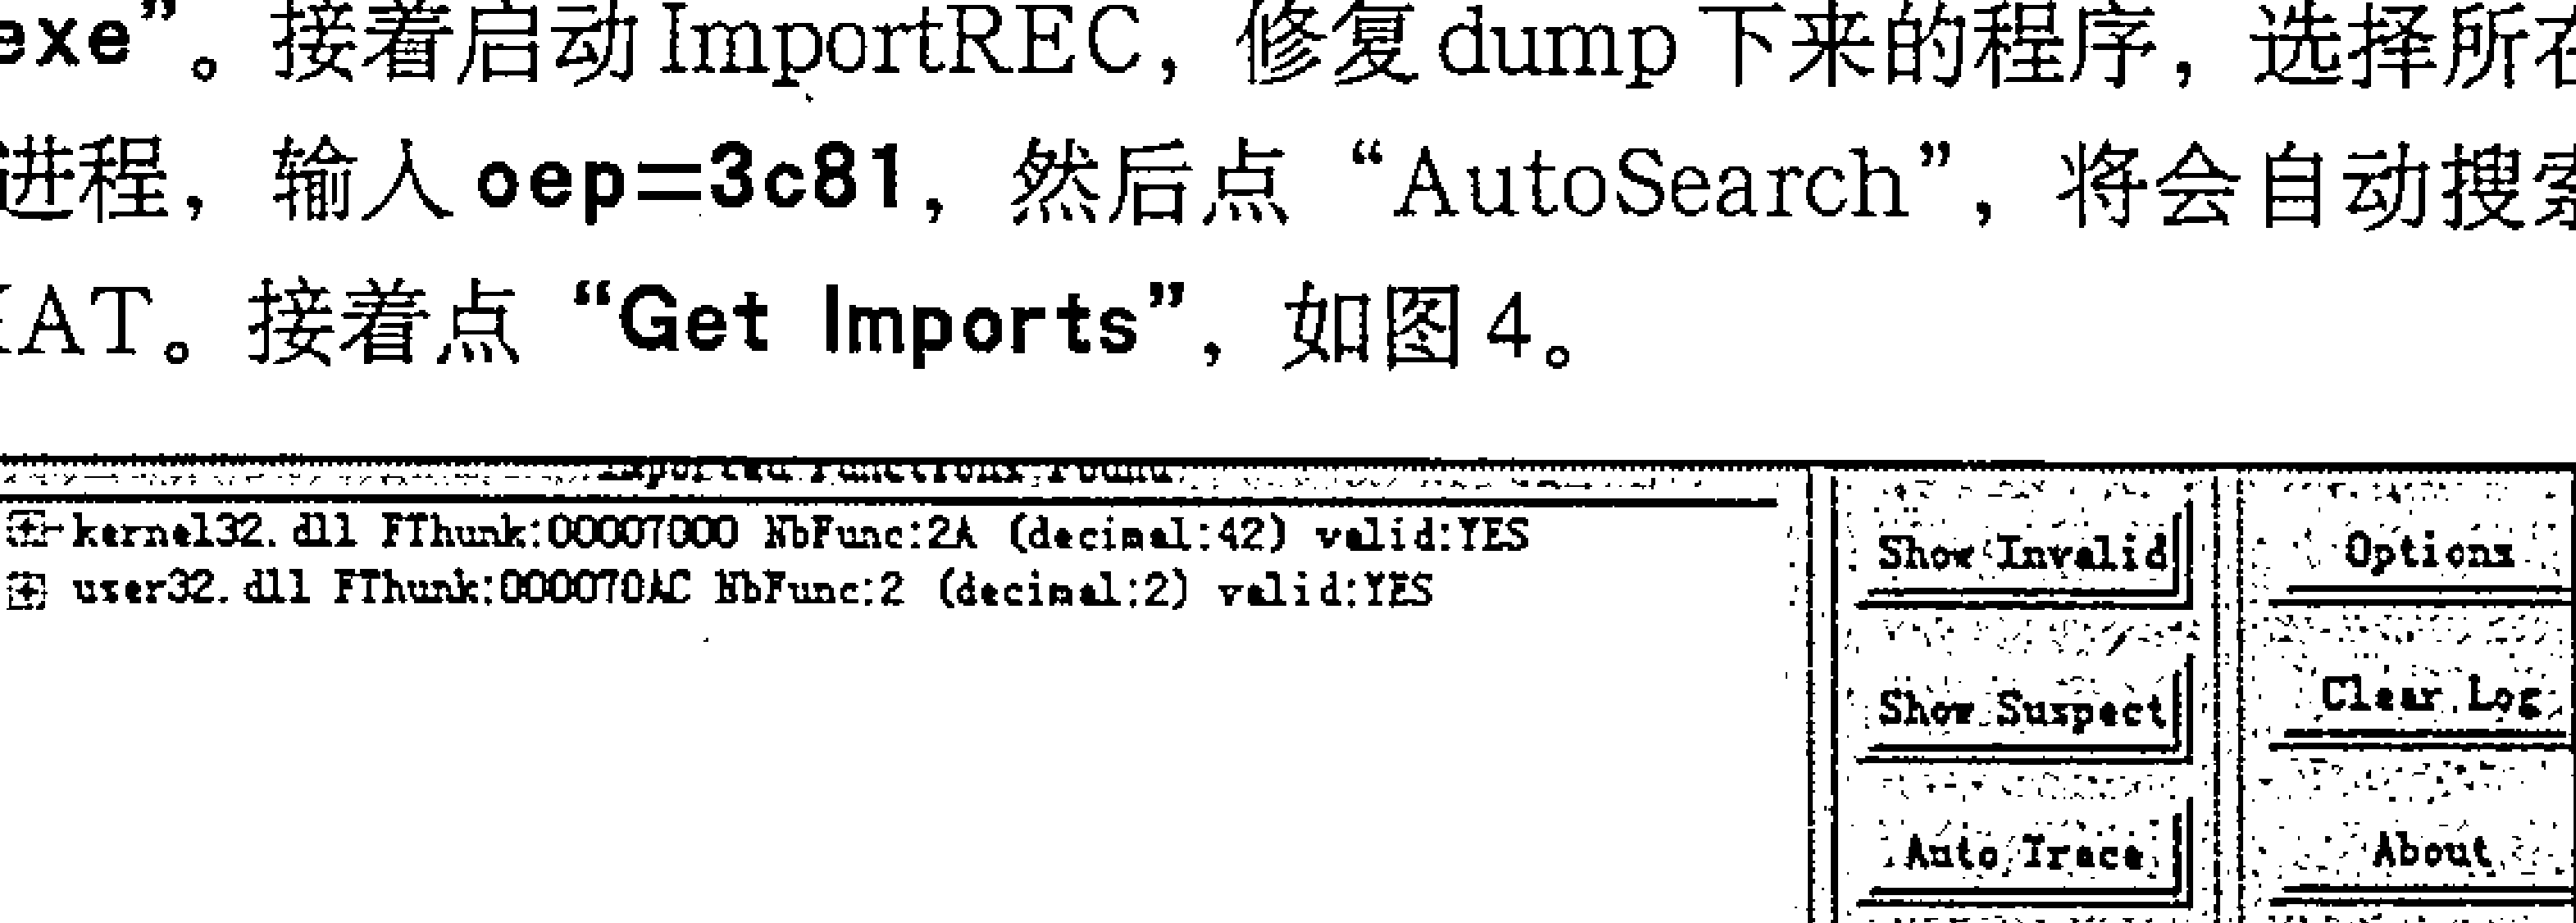 exe”。接着启动ImportREC，修复dump下来的程序，选择所在
进程，输入oep=3c81，然后点“AutoSearch”，将会自动搜索
IAT。接着点“Get Imports”，如图4。
Imported Functions Found
kernel32.dll FThunk:00007000 NbFunc:2A (decimal:42) valid:YES
user32.dll FThunk:000070AC NbFunc:2 (decimal:2) valid:YES
Show Invalid
Options
Show Suspect
Clear Log
Auto Trace
About